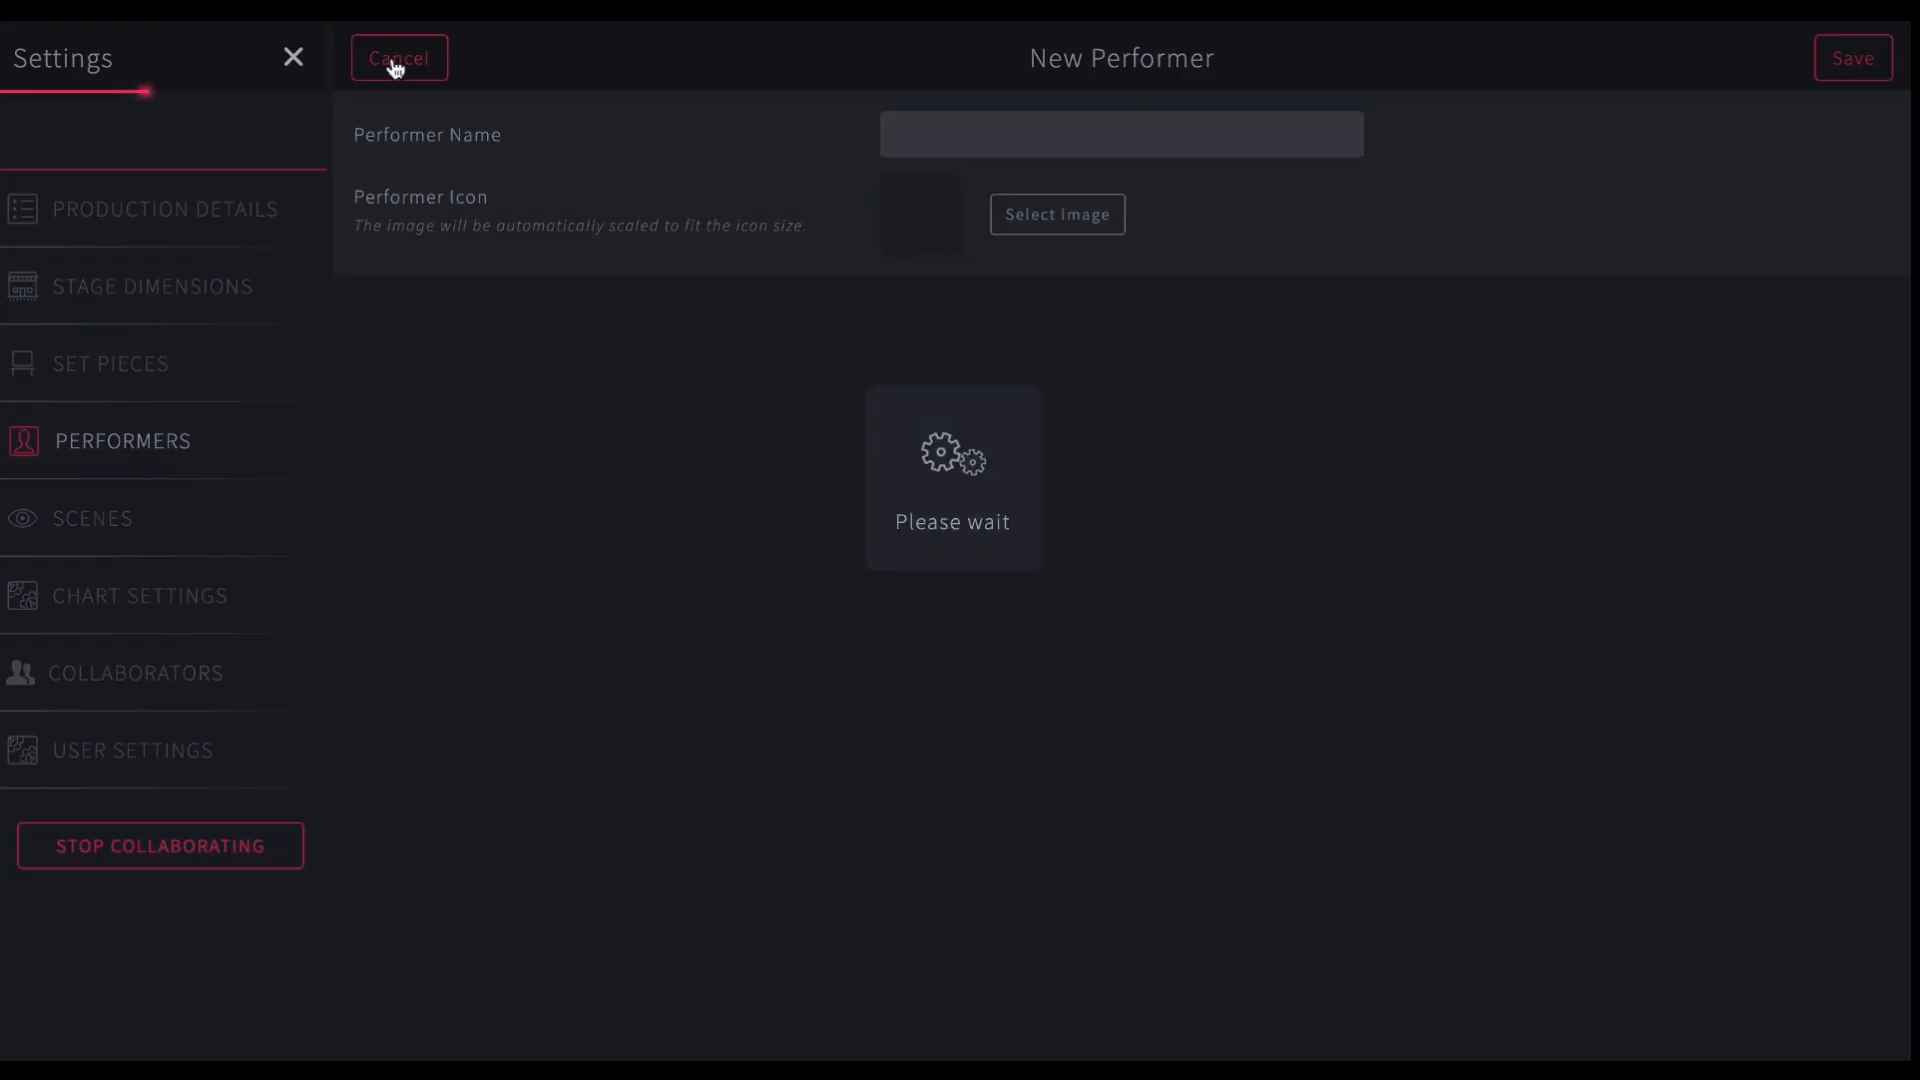 Settings
Cancel
New Performer
Save
Performer Name
Performer Icon
The image will be automatically scaled to fit the icon size.
Select Image
PRODUCTION DETAILS
STAGE DIMENSIONS
SET PIECES
PERFORMERS
SCENES
CHART SETTINGS
COLLABORATORS
USER SETTINGS
STOP COLLABORATING
Please wait